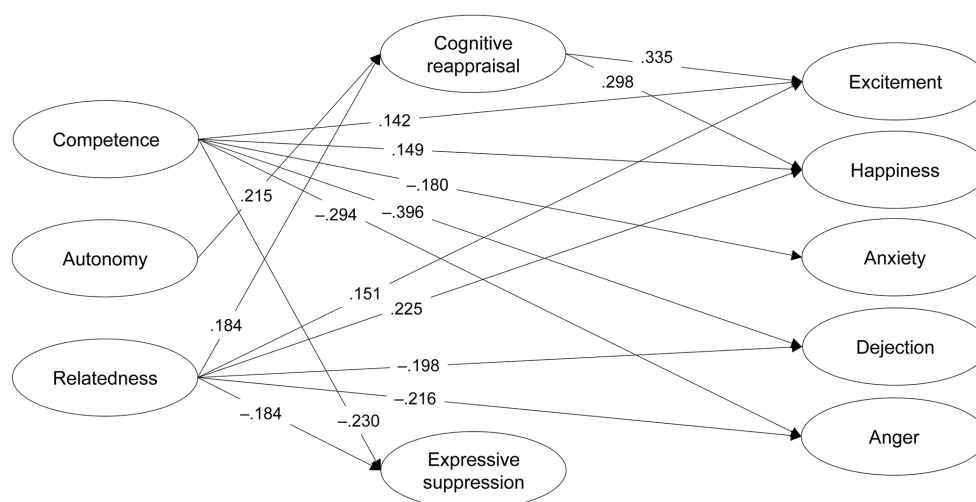 Cognitive
reappraisal
.335
Excitement
.298
.142
Competence
.149
Happiness
–.180
.215
–.396
–.294
Autonomy
Anxiety
.151
.225
.184
Dejection
–.198
Relatedness
–.216
–.184
–.230
Anger
Expressive
suppression